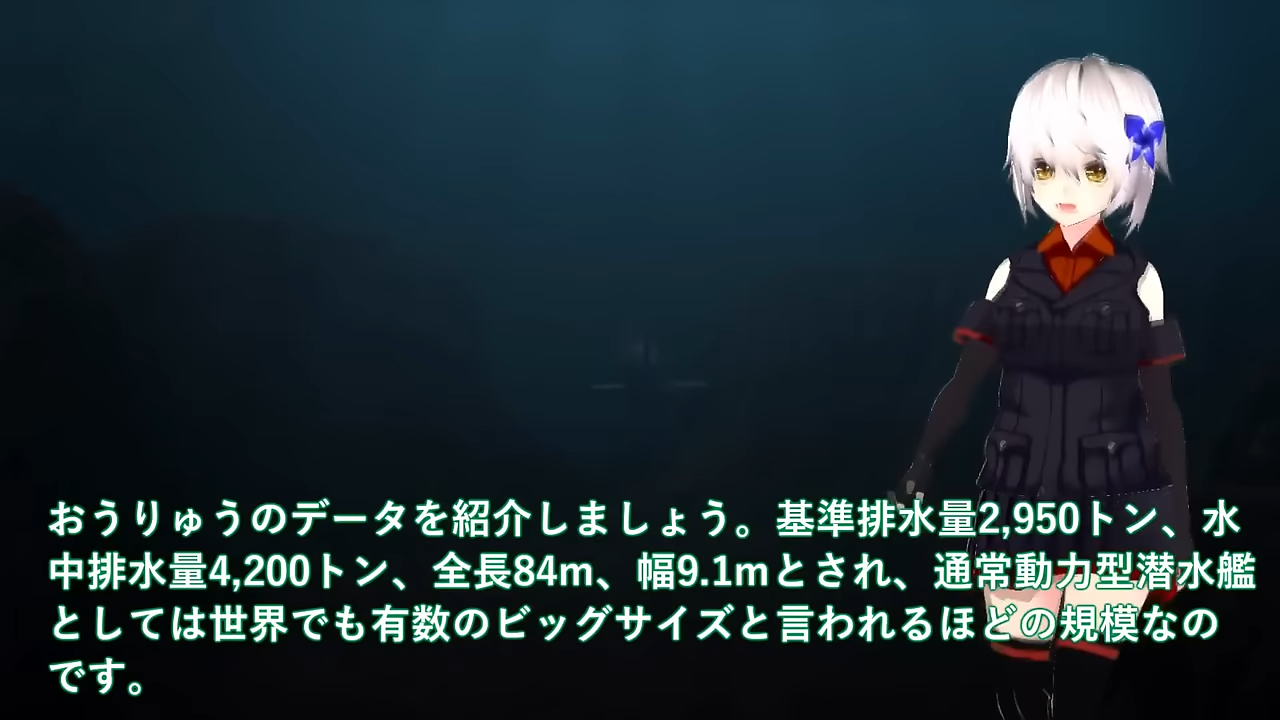 おうりゅうのデータを紹介しましょう。基準排水量2,950トン、水
中排水量4,200トン、全長84m、幅9.1mとされ、通常動力型潜水艦
としては世界でも有数のビッグサイズと言われるほどの規模なの
です。